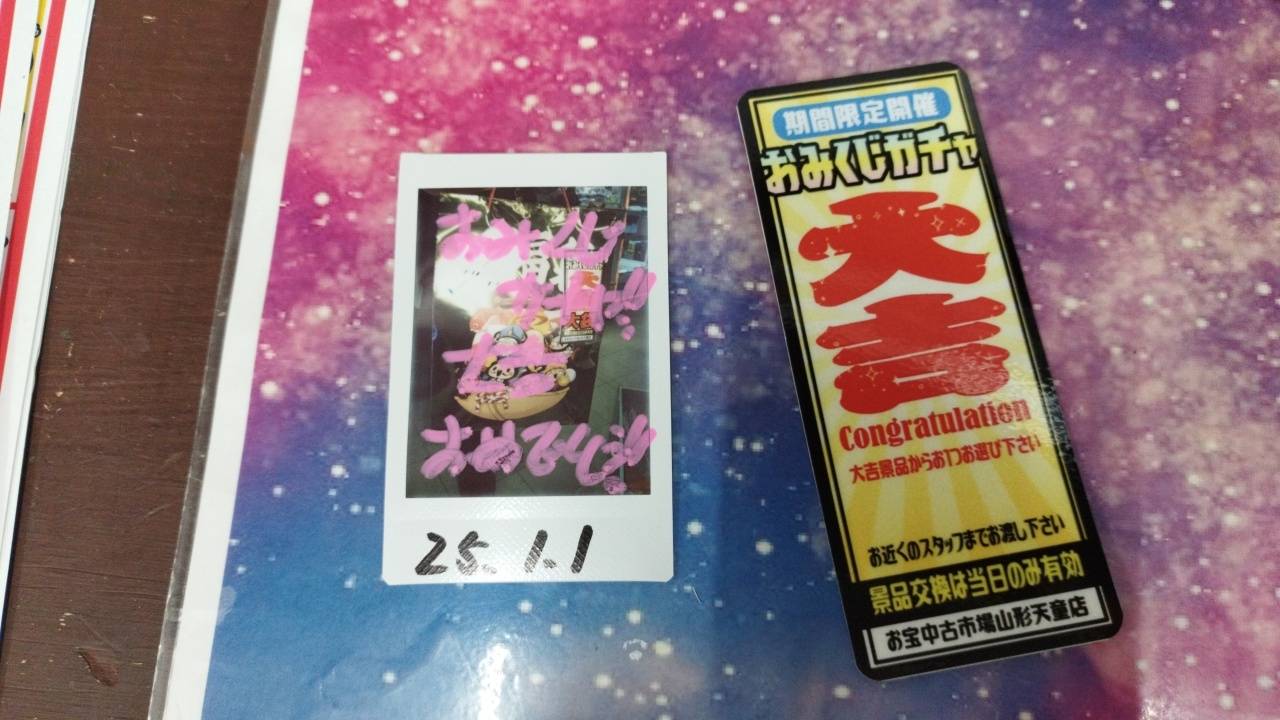 おみくじ
ガチャ!!
大吉
おめでとう!!
25.1.1
期間限定開催
おみくじガチャ
大吉
Congratulation
大吉景品からお1つお選び下さい
お近くのスタッフまでお渡し下さい
景品交換は当日のみ有効
お宝中古市場山形天童店